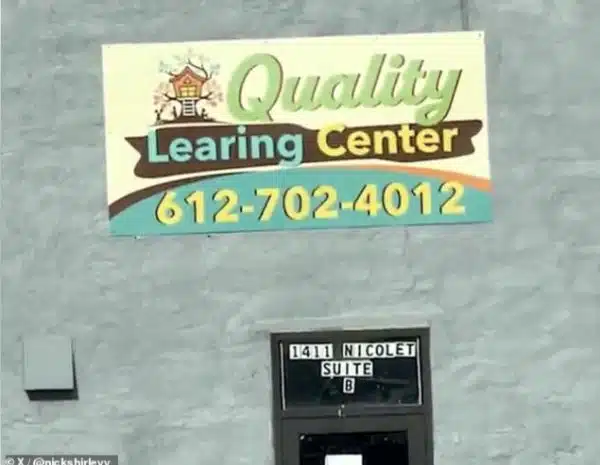 Quality
Learing Center
612-702-4012
1411 NICOLET
SUITE
B
© X / @nickshirleyy